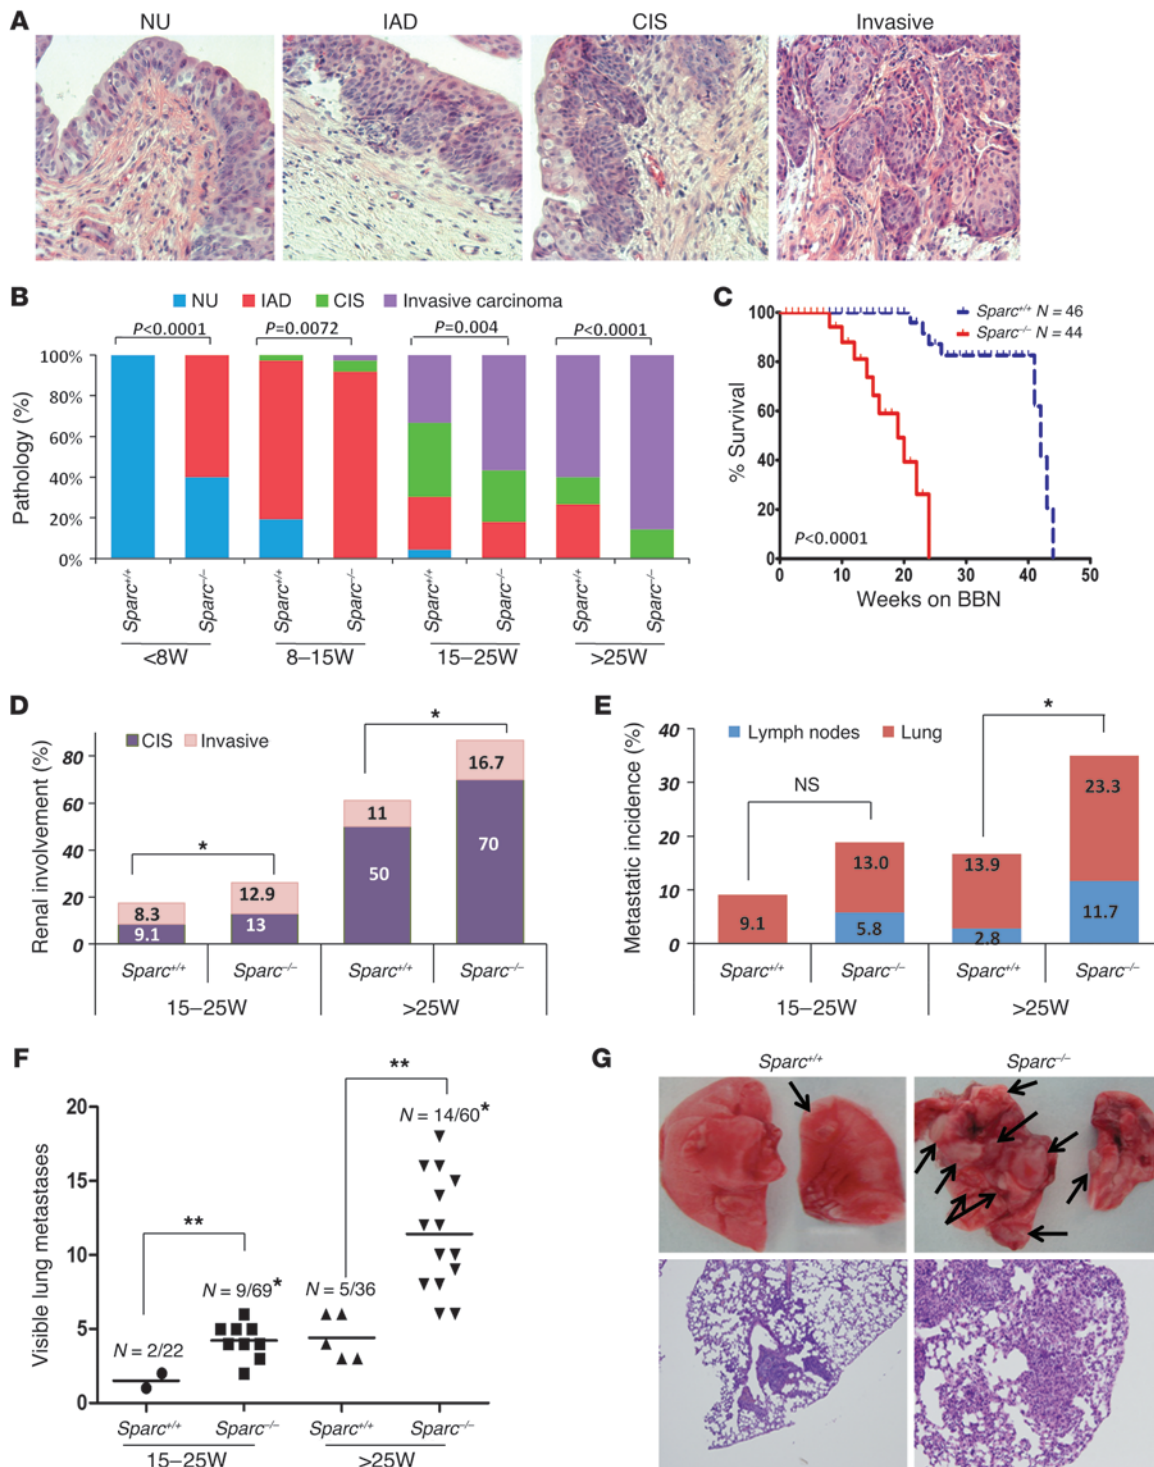 A
NU IAD CIS Invasive
B
NU IAD CIS Invasive carcinoma
P<0.0001 P=0.0072 P=0.004 P<0.0001
Pathology (%)
100%
80%
60%
40%
20%
0%
Sparc+/+ Sparc–/– Sparc+/+ Sparc–/– Sparc+/+ Sparc–/– Sparc+/+ Sparc–/–
<8W 8–15W 15–25W >25W
C
Sparc+/+ N = 46
Sparc–/– N = 44
% Survival
100
80
60
40
20
0
P<0.0001
0 10 20 30 40 50
Weeks on BBN
D
CIS Invasive
* *
Renal involvement (%)
80
60
40
20
0
8.3 12.9 11 16.7
9.1 13 50 70
Sparc+/+ Sparc–/– Sparc+/+ Sparc–/–
15–25W >25W
E
Lymph nodes Lung
NS *
Metastatic incidence (%)
40
30
20
10
0
9.1 13.0 13.9 23.3
5.8 2.8 11.7
Sparc+/+ Sparc–/– Sparc+/+ Sparc–/–
15–25W >25W
F
** **
Visible lung metastases
20
15
10
5
0
N = 2/22 N = 9/69* N = 5/36 N = 14/60*
Sparc+/+ Sparc–/– Sparc+/+ Sparc–/–
15–25W >25W
G
Sparc+/+ Sparc–/–